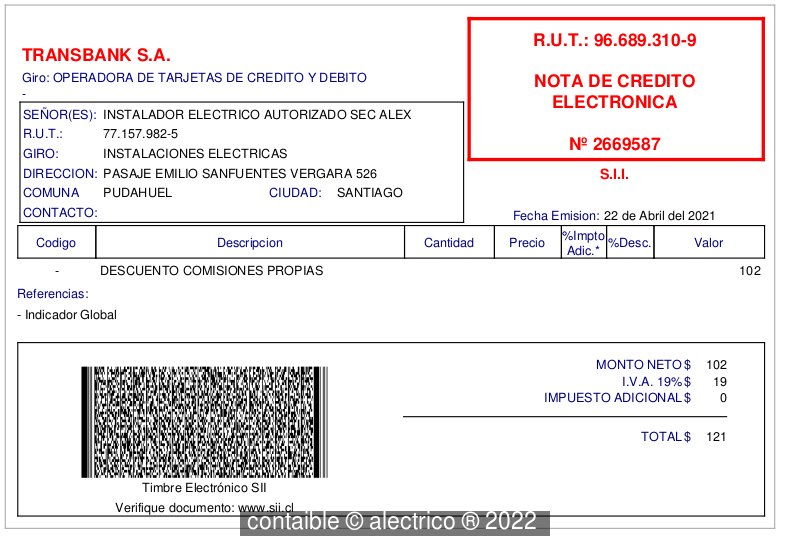 TRANSBANK S.A.
Giro: OPERADORA DE TARJETAS DE CREDITO Y DEBITO
-
R.U.T.: 96.689.310-9
NOTA DE CREDITO
ELECTRONICA
Nº 2669587
S.I.I.
SEÑOR(ES): INSTALADOR ELECTRICO AUTORIZADO SEC ALEX
R.U.T.: 77.157.982-5
GIRO: INSTALACIONES ELECTRICAS
DIRECCION: PASAJE EMILIO SANFUENTES VERGARA 526
COMUNA PUDAHUEL CIUDAD: SANTIAGO
CONTACTO:
Fecha Emision: 22 de Abril del 2021
Codigo Descripcion Cantidad Precio %Impto Adic.* %Desc. Valor
- DESCUENTO COMISIONES PROPIAS 102
Referencias:
- Indicador Global
MONTO NETO $ 102
I.V.A. 19% $ 19
IMPUESTO ADICIONAL $ 0
TOTAL $ 121
Timbre Electrónico SII
Verifique documento: www.sii.cl
contaible © alectrico ® 2022